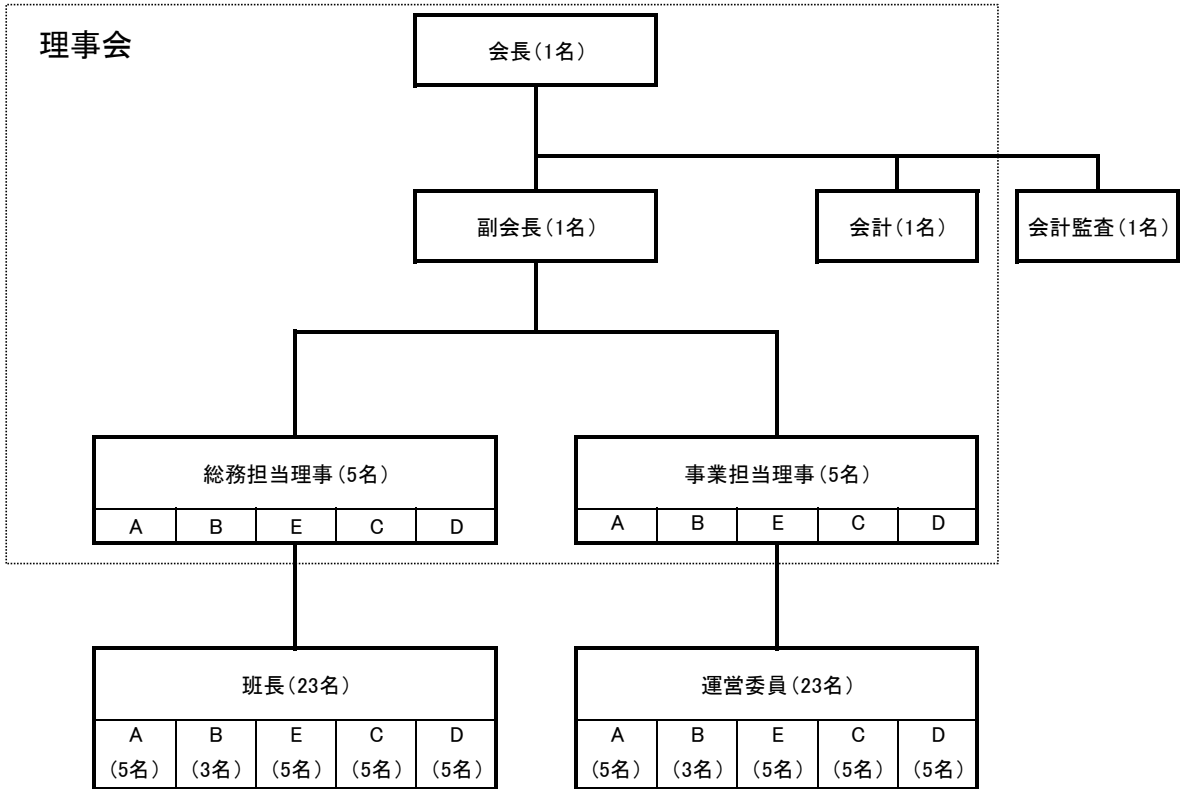 理事会
会長(1名)
副会長(1名)
会計(1名)
会計監査(1名)
総務担当理事(5名)
A B E C D
事業担当理事(5名)
A B E C D
班長(23名)
A B E C D
(5名) (3名) (5名) (5名) (5名)
運営委員(23名)
A B E C D
(5名) (3名) (5名) (5名) (5名)